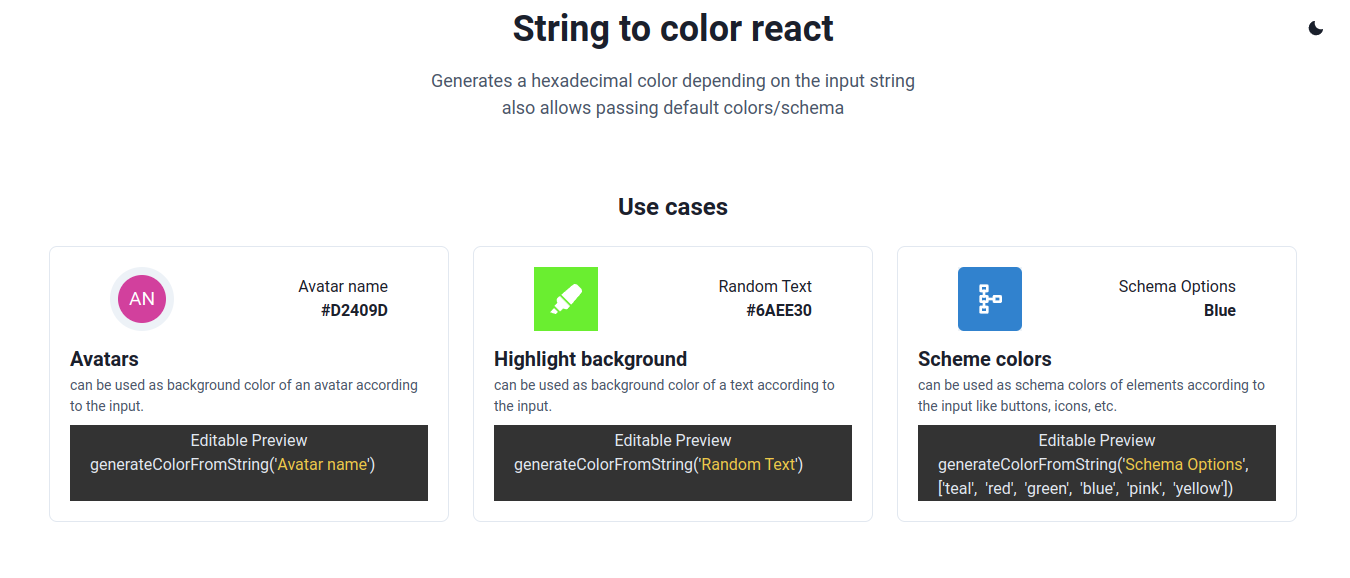 String to color react
Generates a hexadecimal color depending on the input string
also allows passing default colors/schema
Use cases
AN
Avatar name
#D2409D
Avatars
can be used as background color of an avatar according
to the input.
Editable Preview
generateColorFromString('Avatar name')
Random Text
#6AEE30
Highlight background
can be used as background color of a text according to
the input.
Editable Preview
generateColorFromString('Random Text')
Schema Options
Blue
Scheme colors
can be used as schema colors of elements according to
the input like buttons, icons, etc.
Editable Preview
generateColorFromString('Schema Options',
['teal', 'red', 'green', 'blue', 'pink', 'yellow'])